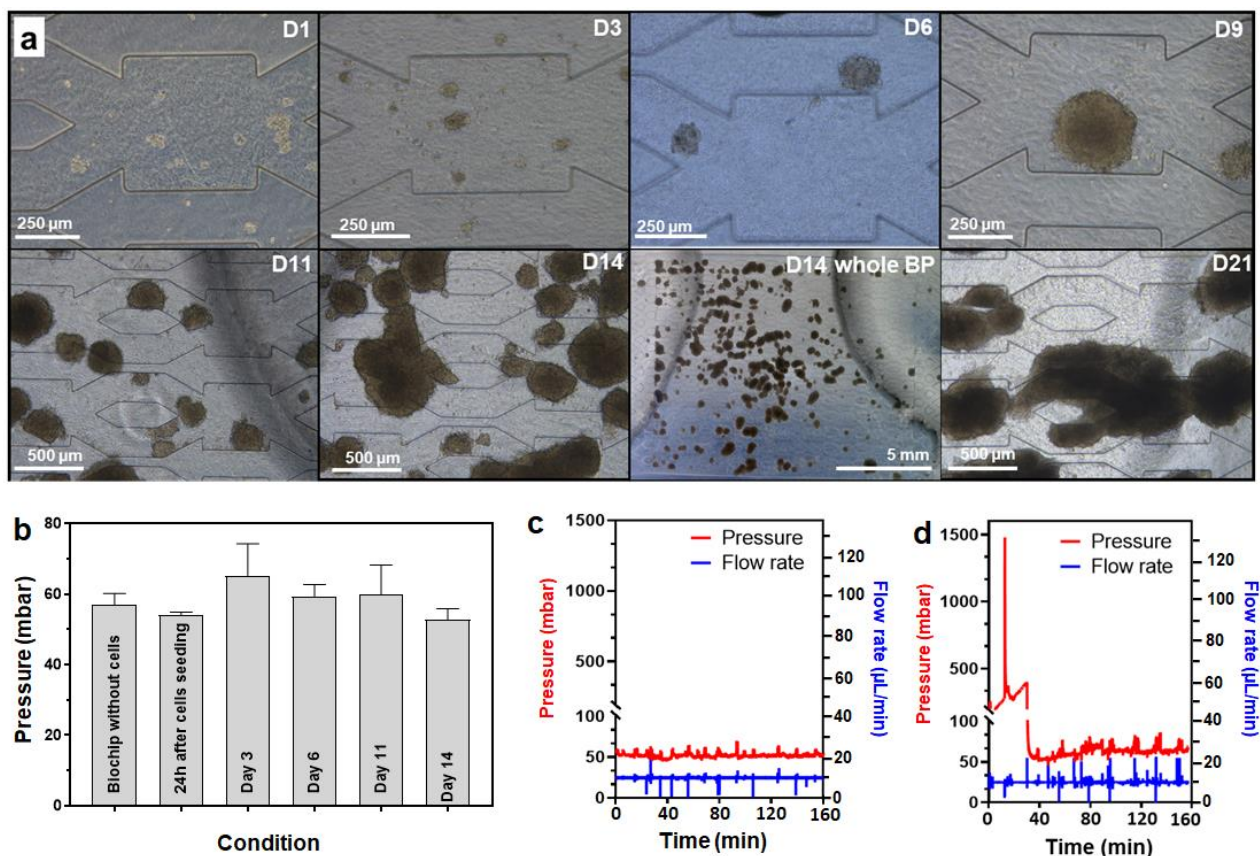 a
D1
D3
D6
D9
250 µm
250 µm
250 µm
250 µm
D11
D14
D14 whole BP
D21
500 µm
500 µm
5 mm
500 µm
b
80
60
40
20
0
Pressure (mbar)
Biochip without cells
24h after cells seeding
Day 3
Day 6
Day 11
Day 14
Condition
c
1500
1000
500
100
50
0
Pressure (mbar)
Pressure
Flow rate
120
100
80
60
40
20
0
Flow rate (µL/min)
0 40 80 120 160
Time (min)
d
1500
1000
500
100
50
0
Pressure (mbar)
Pressure
Flow rate
120
100
80
60
40
20
0
Flow rate (µL/min)
0 40 80 120 160
Time (min)